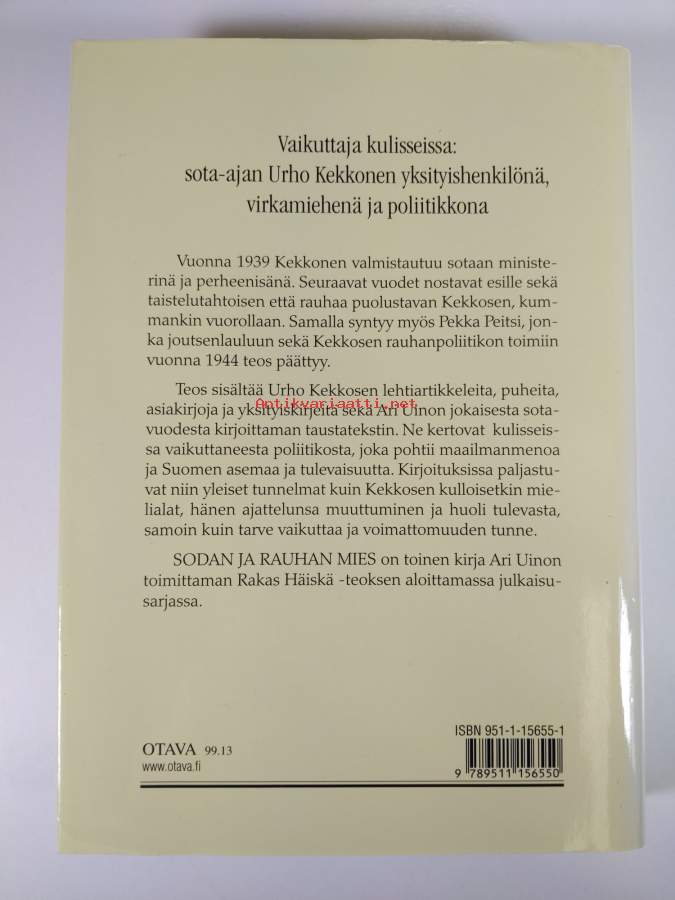 Vaikuttaja kulisseissa:
sota-ajan Urho Kekkonen yksityishenkilönä,
virkamiehenä ja poliitikkona
Vuonna 1939 Kekkonen valmistautuu sotaan ministe-
rinä ja perheenisänä. Seuraavat vuodet nostavat esille sekä
taistelutahtoisen että rauhaa puolustavan Kekkosen, kum-
mankin vuorollaan. Samalla syntyy myös Pekka Peitsi, jon-
ka joutsenlauluun sekä Kekkosen rauhanpoliitikon toimiin
vuonna 1944 teos päättyy.
Teos sisältää Urho Kekkosen lehtiartikkeleita, puheita,
Antikvariaatti.net
asiakirjoja ja yksityiskirjeitä sekä Ari Uinon jokaisesta sota-
vuodesta kirjoittaman taustatekstin. Ne kertovat kulisseis-
sa vaikuttaneesta poliitikosta, joka pohtii maailmanmenoa
ja Suomen asemaa ja tulevaisuutta. Kirjoituksissa paljastu-
vat niin yleiset tunnelmat kuin Kekkosen kulloisetkin mie-
lialat, hänen ajattelunsa muuttuminen ja huoli tulevasta,
samoin kuin tarve vaikuttaa ja voimattomuuden tunne.
SODAN JA RAUHAN MIES on toinen kirja Ari Uinon
toimittaman Rakas Häiskä -teoksen aloittamassa julkaisu-
sarjassa.
OTAVA 99.13
www.otava.fi
ISBN 951-1-15655-1
9 789511 156550